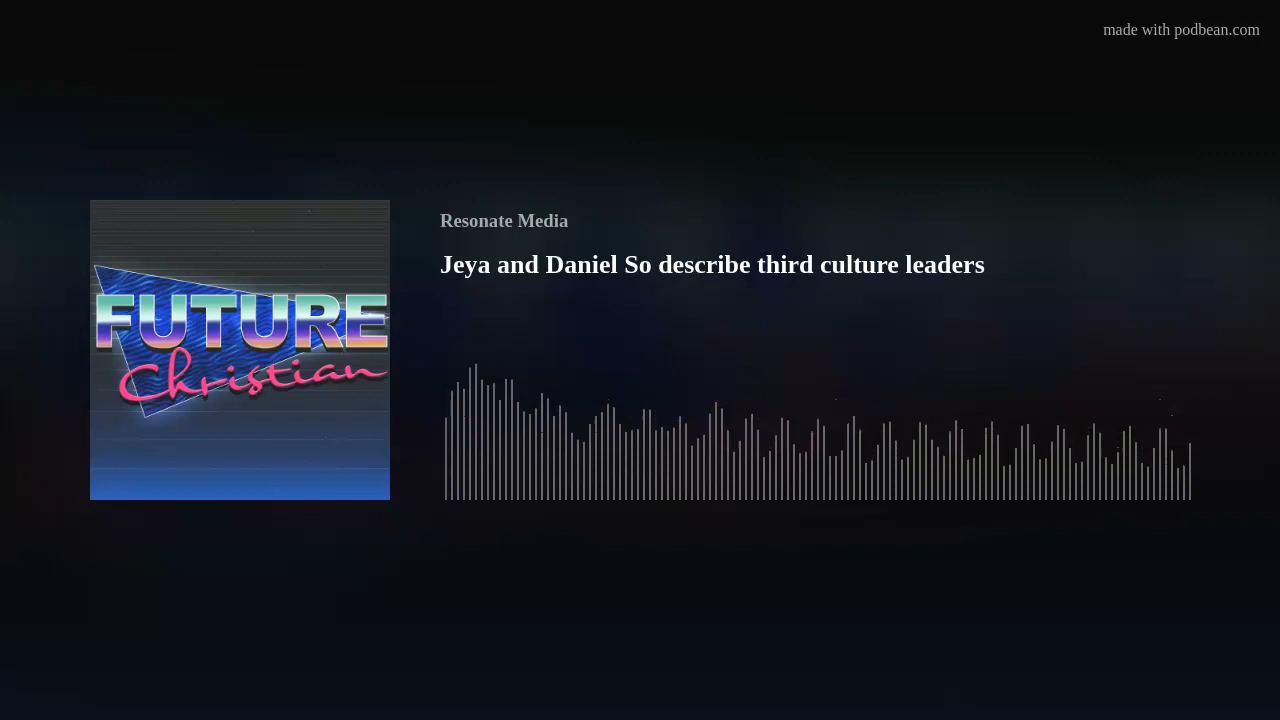 made with podbean.com
Resonate Media
Jeya and Daniel So describe third culture leaders
FUTURE
Christian